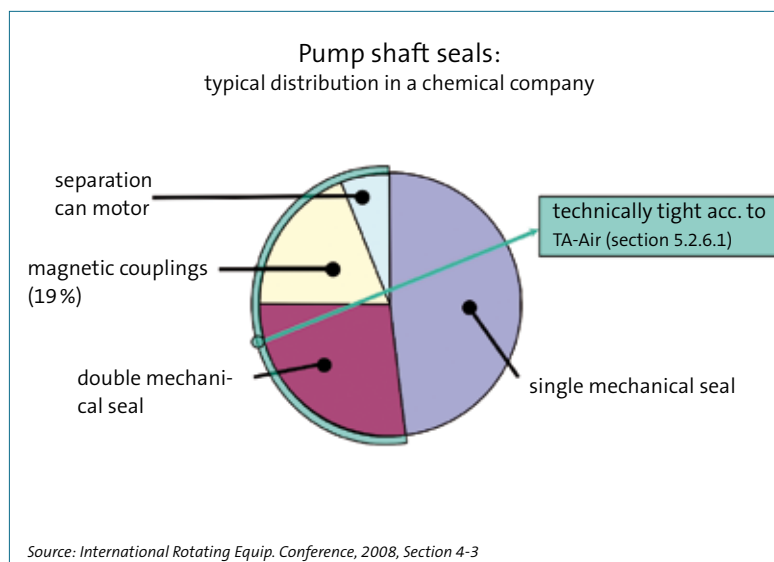 Pump shaft seals:
typical distribution in a chemical company
separation
can motor
technically tight acc. to
TA-Air (section 5.2.6.1)
magnetic couplings
(19 %)
double mechani-
cal seal
single mechanical seal
Source: International Rotating Equip. Conference, 2008, Section 4-3